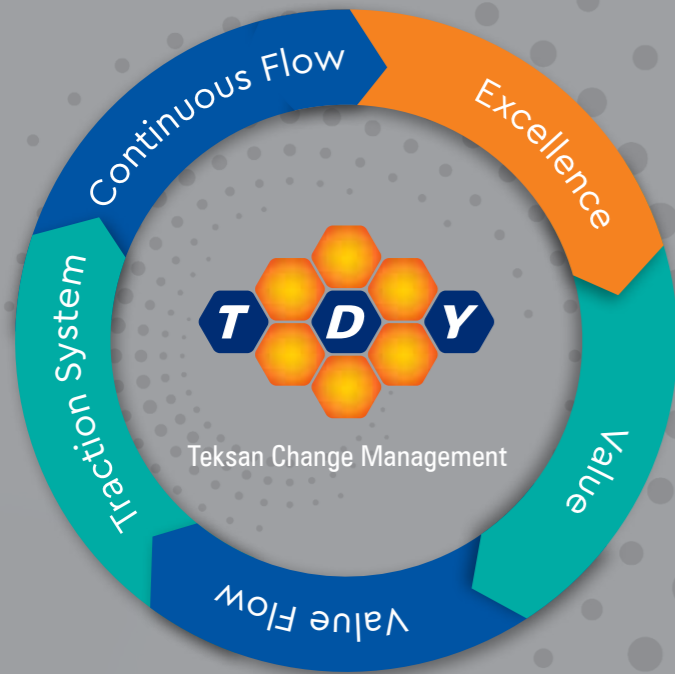 Continuous Flow
Excellence
Value
Value Flow
Traction System
T D Y
Teksan Change Management